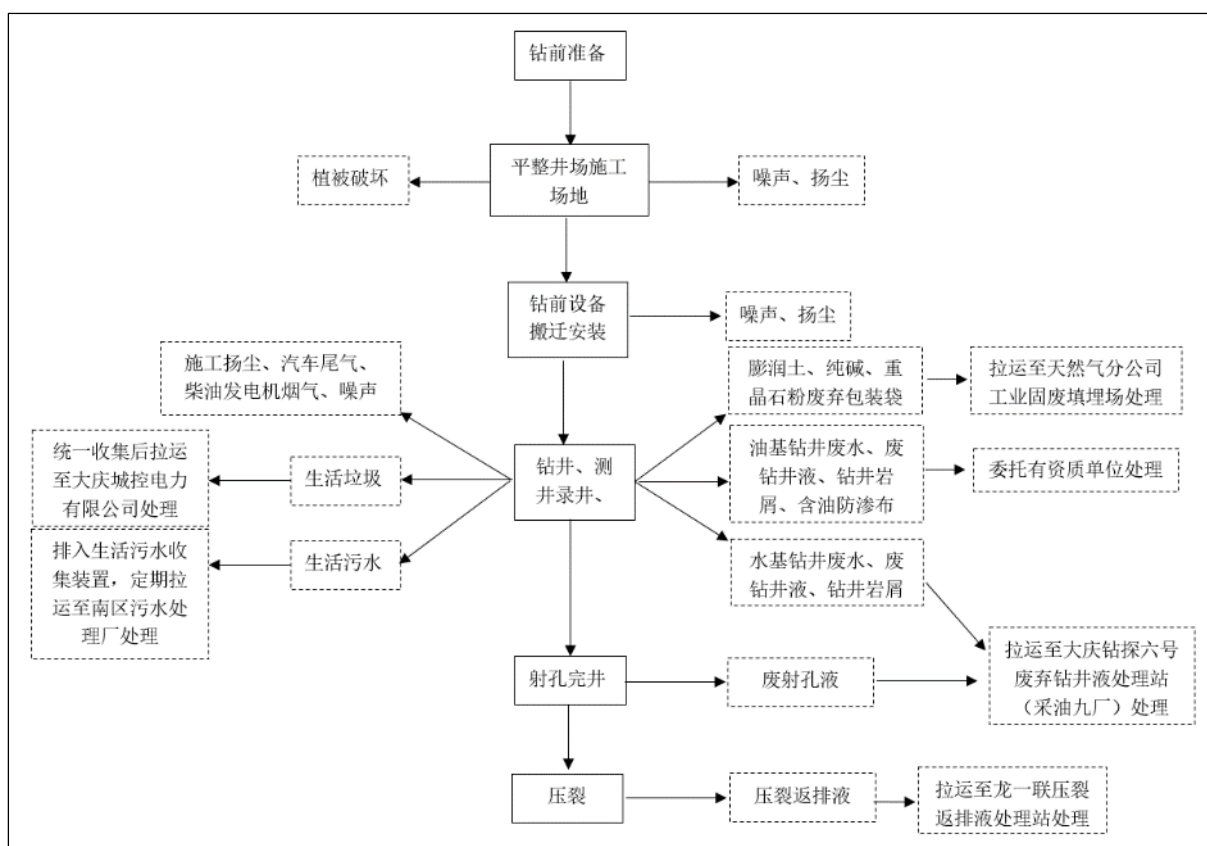 钻前准备
植被破坏
平整井场施工
场地
噪声、扬尘
钻前设备
搬迁安装
噪声、扬尘
施工扬尘、汽车尾气、
柴油发电机烟气、噪声
膨润土、纯碱、重
晶石粉废弃包装袋
拉运至天然气分公司
工业固废填埋场处理
统一收集后拉运
至大庆城控电力
有限公司处理
生活垃圾
钻井、测
井录井、
油基钻井废水、废
钻井液、钻井岩
屑、含油防渗布
委托有资质单位处理
排入生活污水收
集装置，定期拉
运至南区污水处
理厂处理
生活污水
水基钻井废水、废
钻井液、钻井岩屑
射孔完井
废射孔液
拉运至大庆钻探六号
废弃钻井液处理站
（采油九厂）处理
压裂
压裂返排液
拉运至龙一联压裂
返排液处理站处理